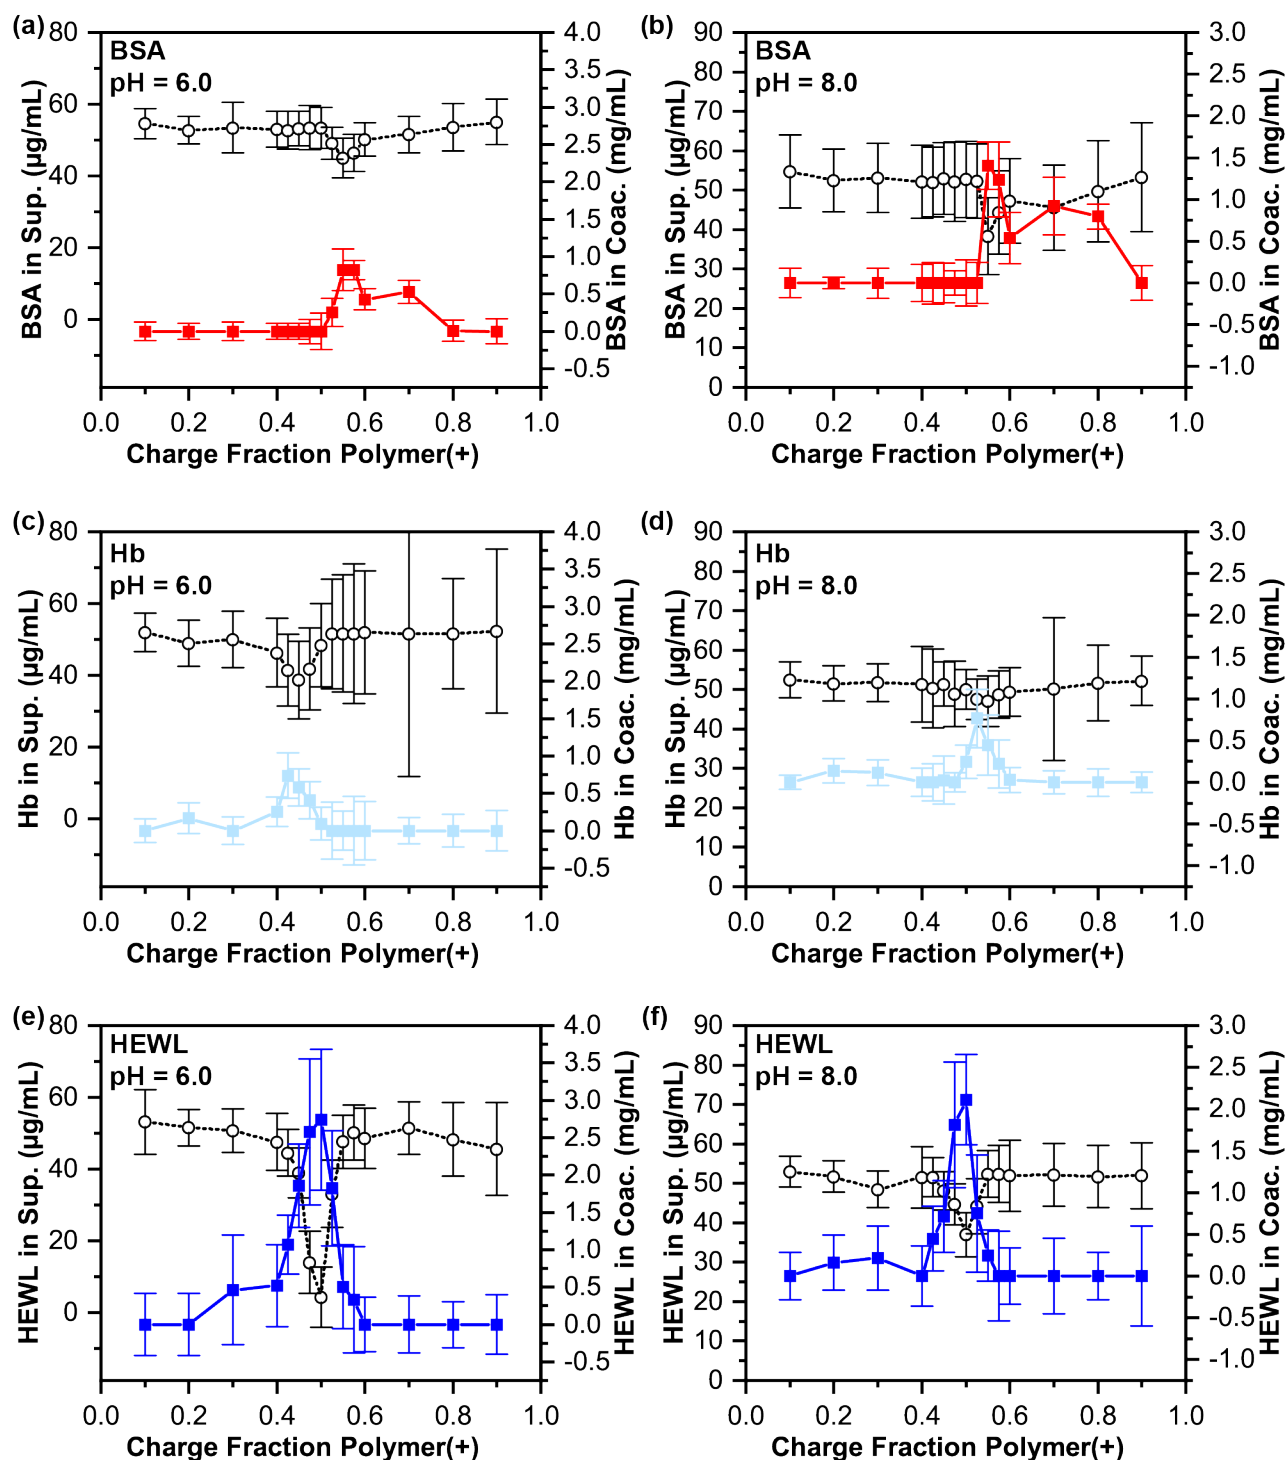 (a)
BSA
pH = 6.0
BSA in Sup. (µg/mL)
80
60
40
20
0
4.0
3.5
3.0
2.5
2.0
1.5
1.0
0.5
0.0
-0.5
BSA in Coac. (mg/mL)
0.0 0.2 0.4 0.6 0.8 1.0
Charge Fraction Polymer(+)
(b)
BSA
pH = 8.0
BSA in Sup. (µg/mL)
90
80
70
60
50
40
30
20
10
0
3.0
2.5
2.0
1.5
1.0
0.5
0.0
-0.5
-1.0
BSA in Coac. (mg/mL)
0.0 0.2 0.4 0.6 0.8 1.0
Charge Fraction Polymer(+)
(c)
Hb
pH = 6.0
Hb in Sup. (µg/mL)
80
60
40
20
0
4.0
3.5
3.0
2.5
2.0
1.5
1.0
0.5
0.0
-0.5
Hb in Coac. (mg/mL)
0.0 0.2 0.4 0.6 0.8 1.0
Charge Fraction Polymer(+)
(d)
Hb
pH = 8.0
Hb in Sup. (µg/mL)
90
80
70
60
50
40
30
20
10
0
3.0
2.5
2.0
1.5
1.0
0.5
0.0
-0.5
-1.0
Hb in Coac. (mg/mL)
0.0 0.2 0.4 0.6 0.8 1.0
Charge Fraction Polymer(+)
(e)
HEWL
pH = 6.0
HEWL in Sup. (µg/mL)
80
60
40
20
0
4.0
3.5
3.0
2.5
2.0
1.5
1.0
0.5
0.0
-0.5
HEWL in Coac. (mg/mL)
0.0 0.2 0.4 0.6 0.8 1.0
Charge Fraction Polymer(+)
(f)
HEWL
pH = 8.0
HEWL in Sup. (µg/mL)
90
80
70
60
50
40
30
20
10
0
3.0
2.5
2.0
1.5
1.0
0.5
0.0
-0.5
-1.0
HEWL in Coac. (mg/mL)
0.0 0.2 0.4 0.6 0.8 1.0
Charge Fraction Polymer(+)